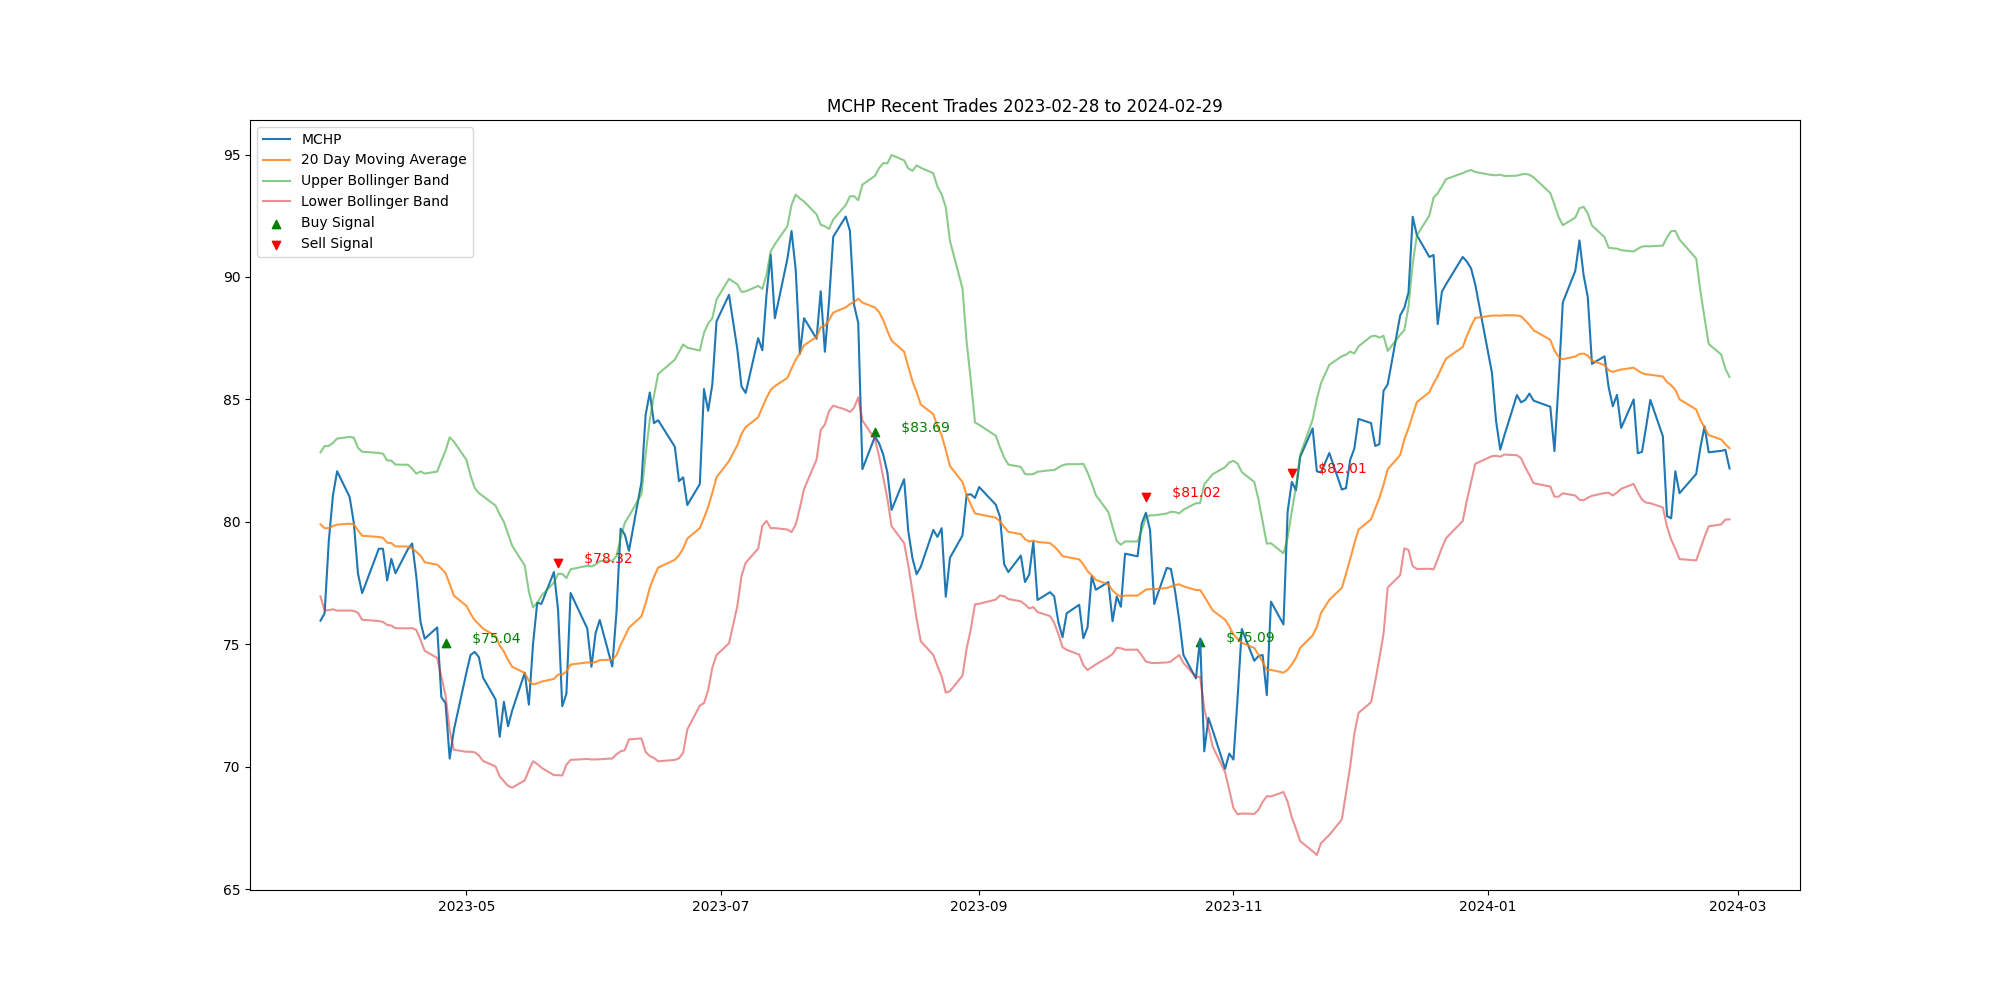 MCHP Recent Trades 2023-02-28 to 2024-02-29
MCHP
20 Day Moving Average
Upper Bollinger Band
Lower Bollinger Band
Buy Signal
Sell Signal
95
90
85
80
75
70
65
$83.69
$82.01
$81.02
$78.32
$75.04
$75.09
2023-05
2023-07
2023-09
2023-11
2024-01
2024-03